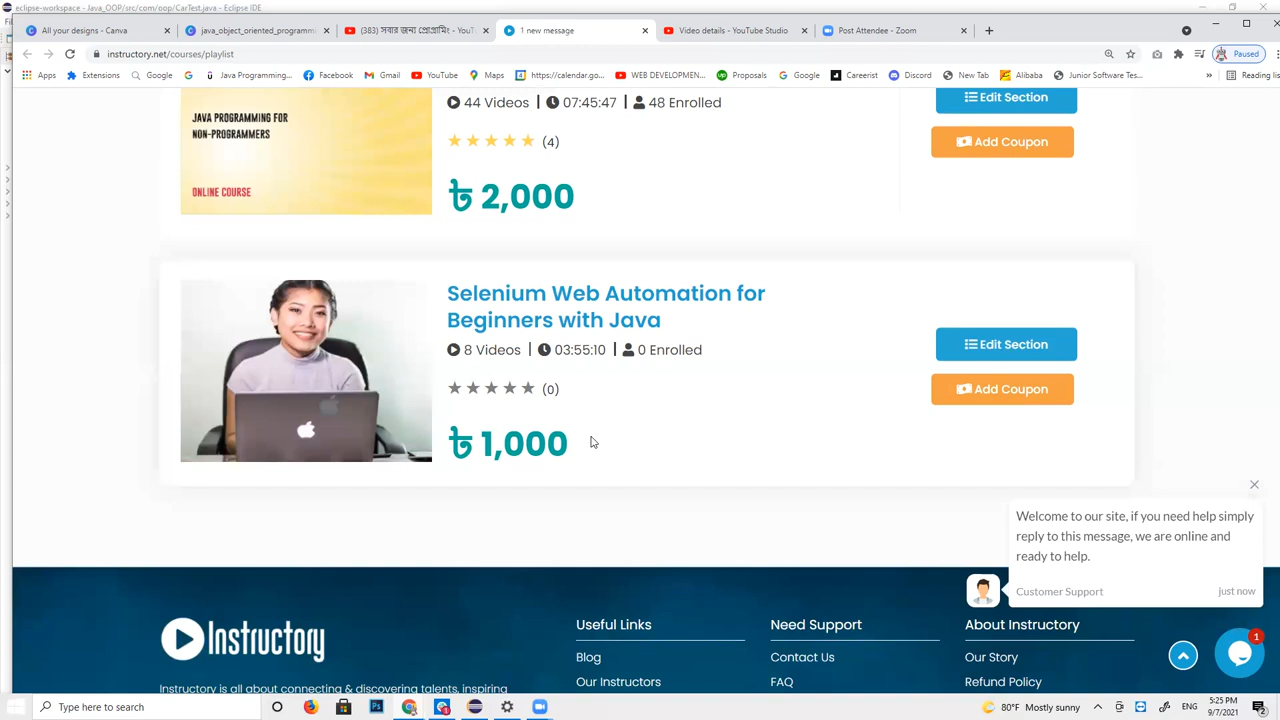 eclipse-workspace - Java_OOP/src/com/oop/CarTest.java - Eclipse IDE
All your designs - Canva
java_object_oriented_programm
(383) সবার জন্য প্রোগ্রামিং - YouT
1 new message
Video details - YouTube Studio
Post Attendee - Zoom
instructory.net/courses/playlist
Paused
Apps
Extensions
Google
Java Programming...
Facebook
Gmail
YouTube
Maps
https://calendar.go...
WEB DEVELOPMEN...
Proposals
Google
Careerist
Discord
New Tab
Alibaba
Junior Software Tes...
Reading list
JAVA PROGRAMMING FOR
NON-PROGRAMMERS
ONLINE COURSE
44 Videos | 07:45:47 | 48 Enrolled
(4)
৳ 2,000
Edit Section
Add Coupon
Selenium Web Automation for
Beginners with Java
8 Videos | 03:55:10 | 0 Enrolled
(0)
৳ 1,000
Edit Section
Add Coupon
Welcome to our site, if you need help simply
reply to this message, we are online and
ready to help.
Customer Support just now
1
Instructory
Instructory is all about connecting & discovering talents, inspiring
Useful Links
Blog
Our Instructors
Need Support
Contact Us
FAQ
About Instructory
Our Story
Refund Policy
Type here to search
80°F Mostly sunny
ENG
5:25 PM
9/7/2021